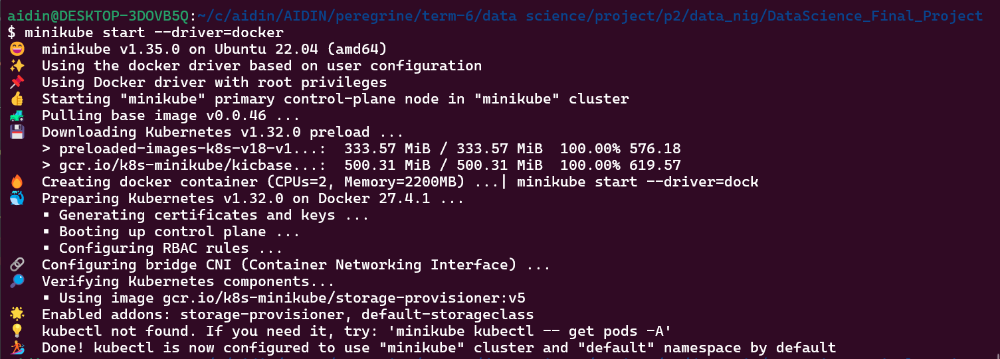 aidin@DESKTOP-3DOVB5Q:~/c/aidin/AIDIN/peregrine/term-6/data science/project/p2/data_nig/DataScience_Final_Project
$ minikube start --driver=docker
😄 minikube v1.35.0 on Ubuntu 22.04 (amd64)
✨ Using the docker driver based on user configuration
📌 Using Docker driver with root privileges
👍 Starting "minikube" primary control-plane node in "minikube" cluster
🚜 Pulling base image v0.0.46 ...
💾 Downloading Kubernetes v1.32.0 preload ...
> preloaded-images-k8s-v18-v1...: 333.57 MiB / 333.57 MiB 100.00% 576.18
> gcr.io/k8s-minikube/kicbase...: 500.31 MiB / 500.31 MiB 100.00% 619.57
🔥 Creating docker container (CPUs=2, Memory=2200MB) ...| minikube start --driver=dock
🐳 Preparing Kubernetes v1.32.0 on Docker 27.4.1 ...
▪ Generating certificates and keys ...
▪ Booting up control plane ...
▪ Configuring RBAC rules ...
🔗 Configuring bridge CNI (Container Networking Interface) ...
🔎 Verifying Kubernetes components...
▪ Using image gcr.io/k8s-minikube/storage-provisioner:v5
🌟 Enabled addons: storage-provisioner, default-storageclass
💡 kubectl not found. If you need it, try: 'minikube kubectl -- get pods -A'
🏄 Done! kubectl is now configured to use "minikube" cluster and "default" namespace by default